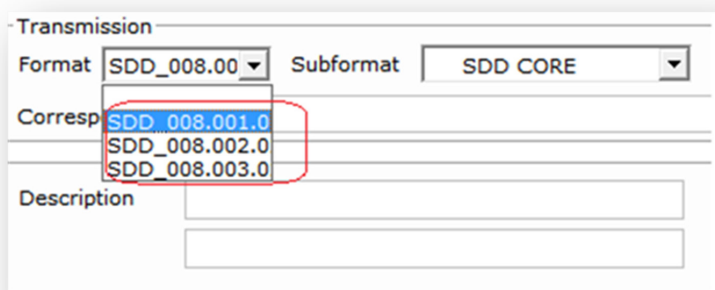 Transmission
Format SDD_008.00 Subformat SDD CORE
Corresp
SDD_008.001.0
SDD_008.002.0
SDD_008.003.0
Description